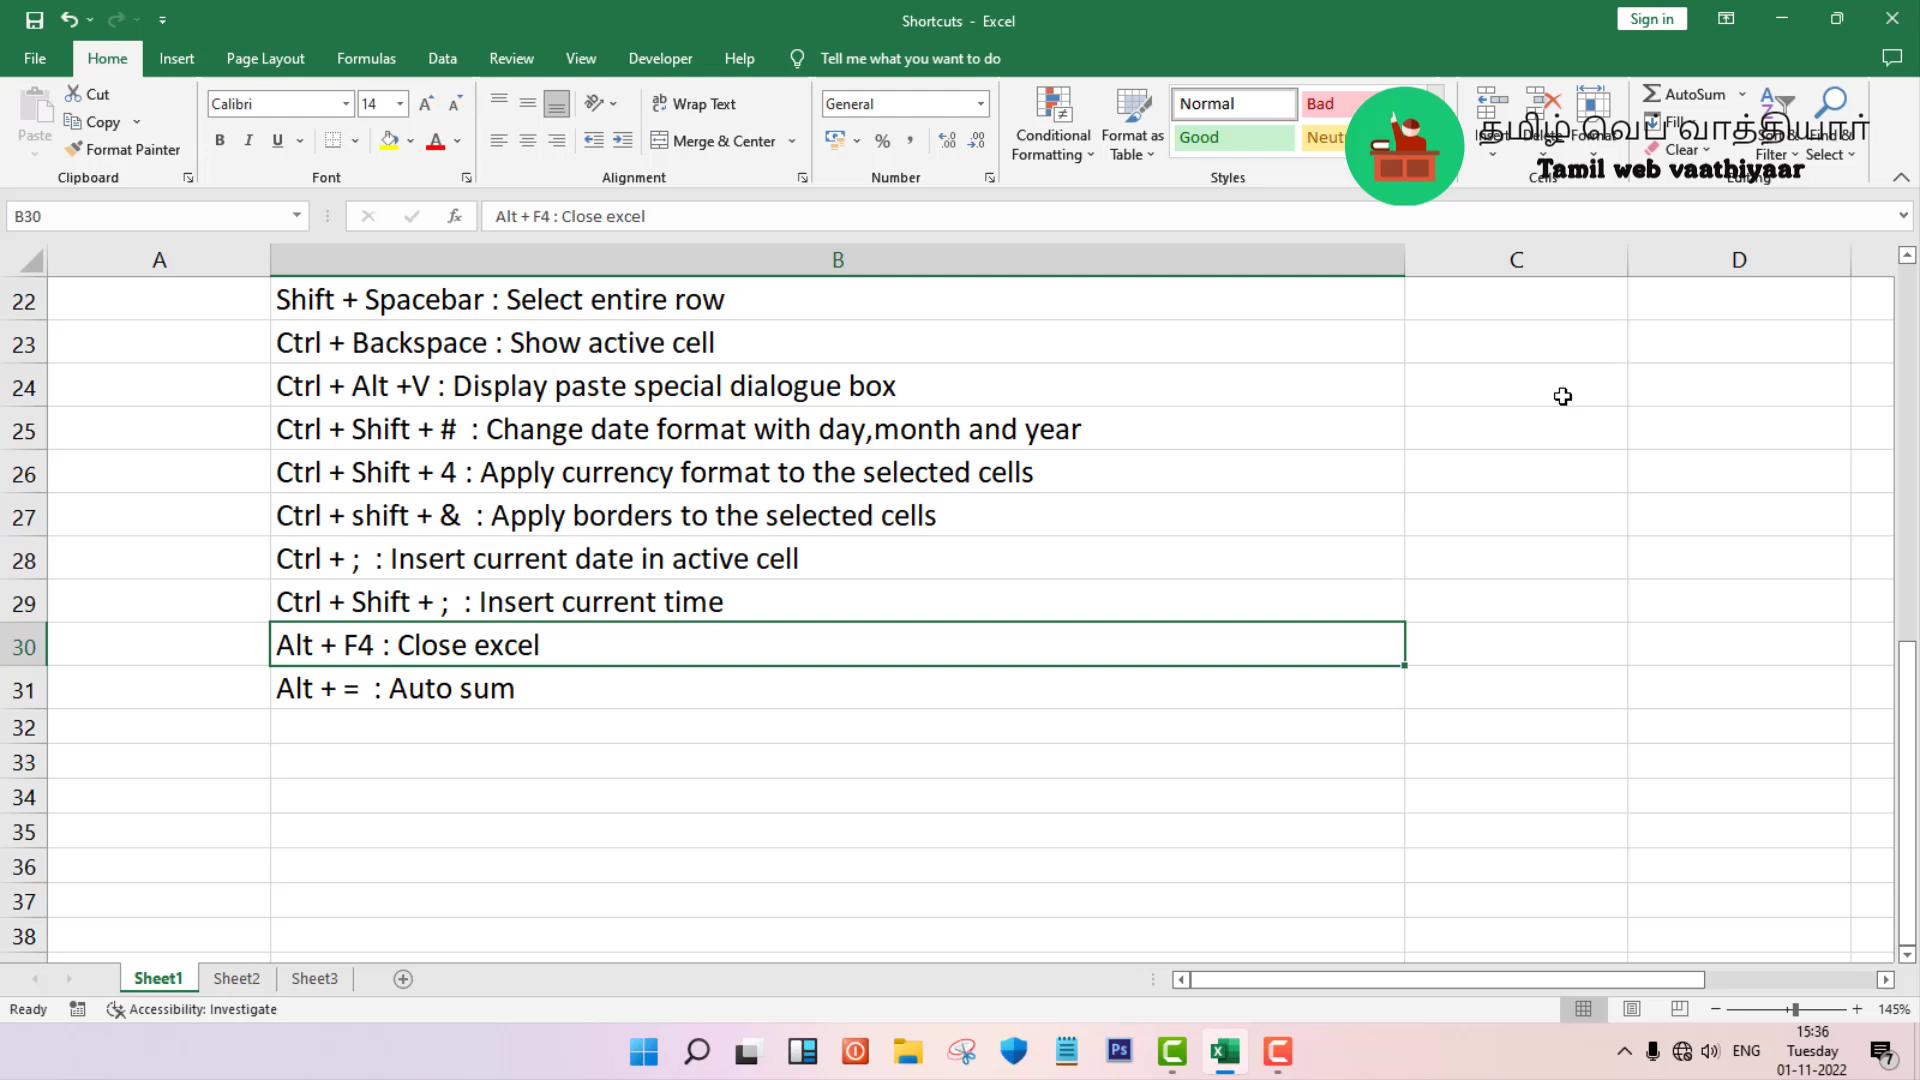 Shortcuts - Excel
Sign in
File Home Insert Page Layout Formulas Data Review View Developer Help Tell me what you want to do
Paste
Cut
Copy
Format Painter
Clipboard
Calibri 14
B I U A
Font
ab Wrap Text
Merge & Center
Alignment
General
%
Number
Conditional Formatting
Format as Table
Normal Bad
Good
Styles
AutoSum
Clear
Filter Select
தமிழ் வெப் வாத்தியார்
Tamil web vaathiyaar
B30 fx Alt + F4 : Close excel
A B C D
22 Shift + Spacebar : Select entire row
23 Ctrl + Backspace : Show active cell
24 Ctrl + Alt +V : Display paste special dialogue box
25 Ctrl + Shift + # : Change date format with day,month and year
26 Ctrl + Shift + 4 : Apply currency format to the selected cells
27 Ctrl + shift + & : Apply borders to the selected cells
28 Ctrl + ; : Insert current date in active cell
29 Ctrl + Shift + ; : Insert current time
30 Alt + F4 : Close excel
31 Alt + = : Auto sum
32
33
34
35
36
37
38
Sheet1 Sheet2 Sheet3
Ready Accessibility: Investigate 145%
Ps
ENG
15:36
Tuesday
01-11-2022
7